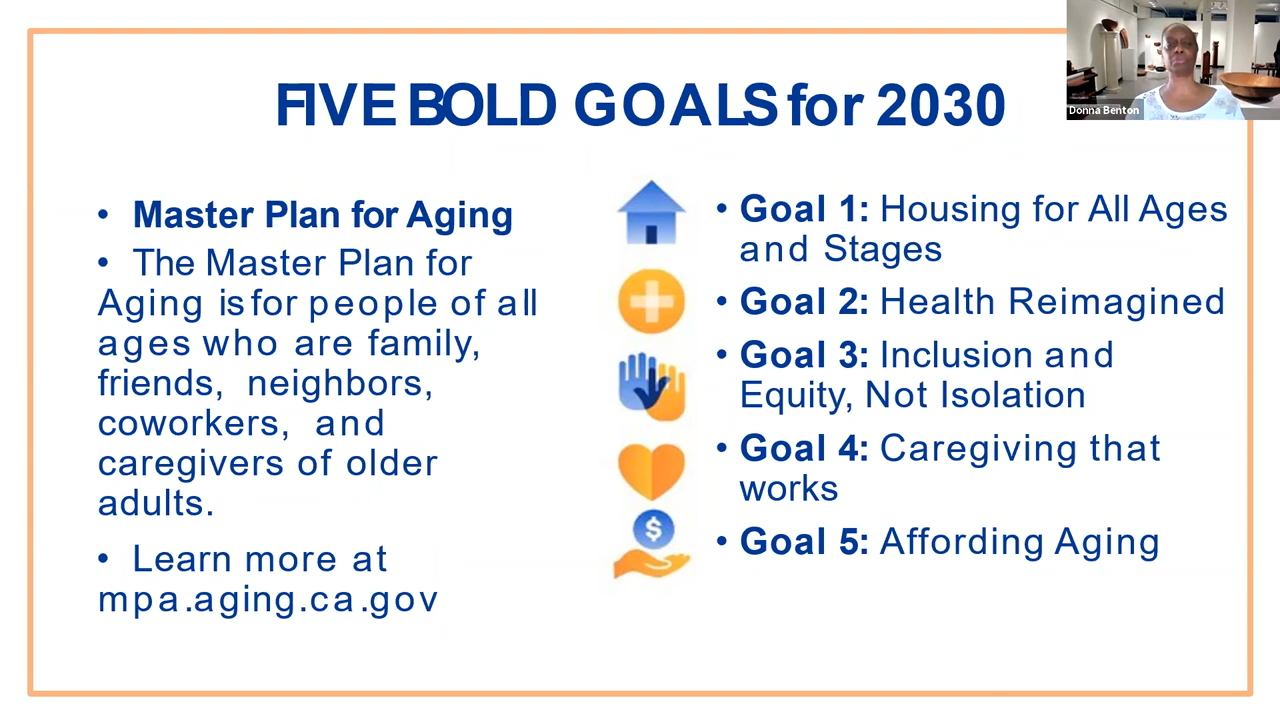 FIVE BOLD GOALS for 2030
Donna Benton
• Master Plan for Aging
• The Master Plan for
Aging is for people of all
ages who are family,
friends, neighbors,
coworkers, and
caregivers of older
adults.
• Learn more at
mpa.aging.ca.gov
$
• Goal 1: Housing for All Ages
and Stages
• Goal 2: Health Reimagined
• Goal 3: Inclusion and
Equity, Not Isolation
• Goal 4: Caregiving that
works
• Goal 5: Affording Aging